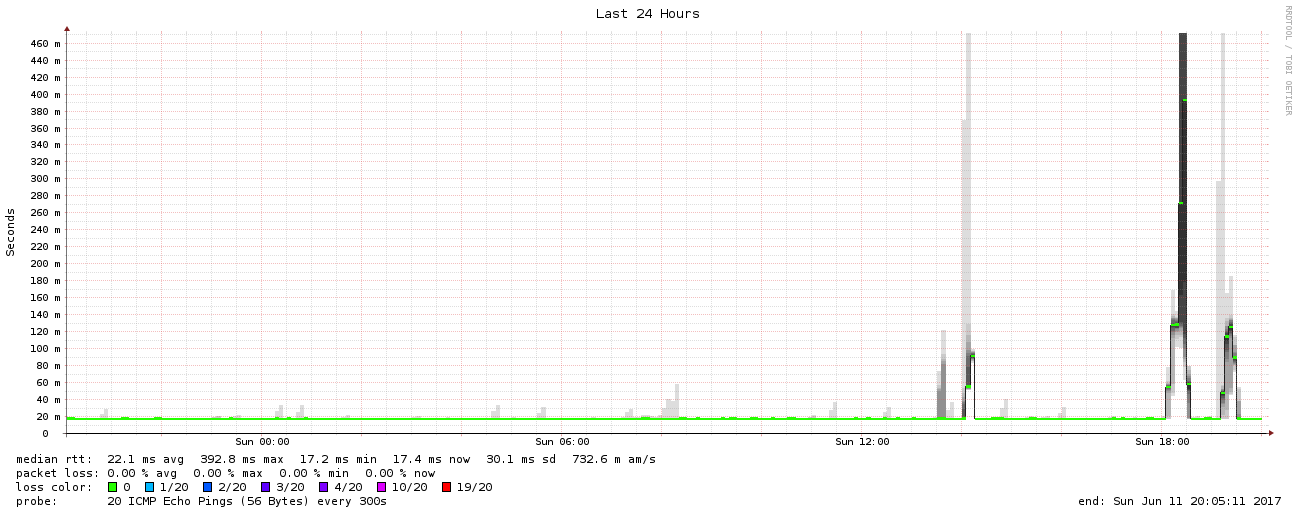 Last 24 Hours
RRDTOOL / TOBI OETIKER
Seconds
460 m
440 m
420 m
400 m
380 m
360 m
340 m
320 m
300 m
280 m
260 m
240 m
220 m
200 m
180 m
160 m
140 m
120 m
100 m
80 m
60 m
40 m
20 m
0
Sun 00:00 Sun 06:00 Sun 12:00 Sun 18:00
median rtt: 22.1 ms avg 392.8 ms max 17.2 ms min 17.4 ms now 30.1 ms sd 732.6 m am/s
packet loss: 0.00 % avg 0.00 % max 0.00 % min 0.00 % now
loss color: 0 1/20 2/20 3/20 4/20 10/20 19/20
probe: 20 ICMP Echo Pings (56 Bytes) every 300s end: Sun Jun 11 20:05:11 2017